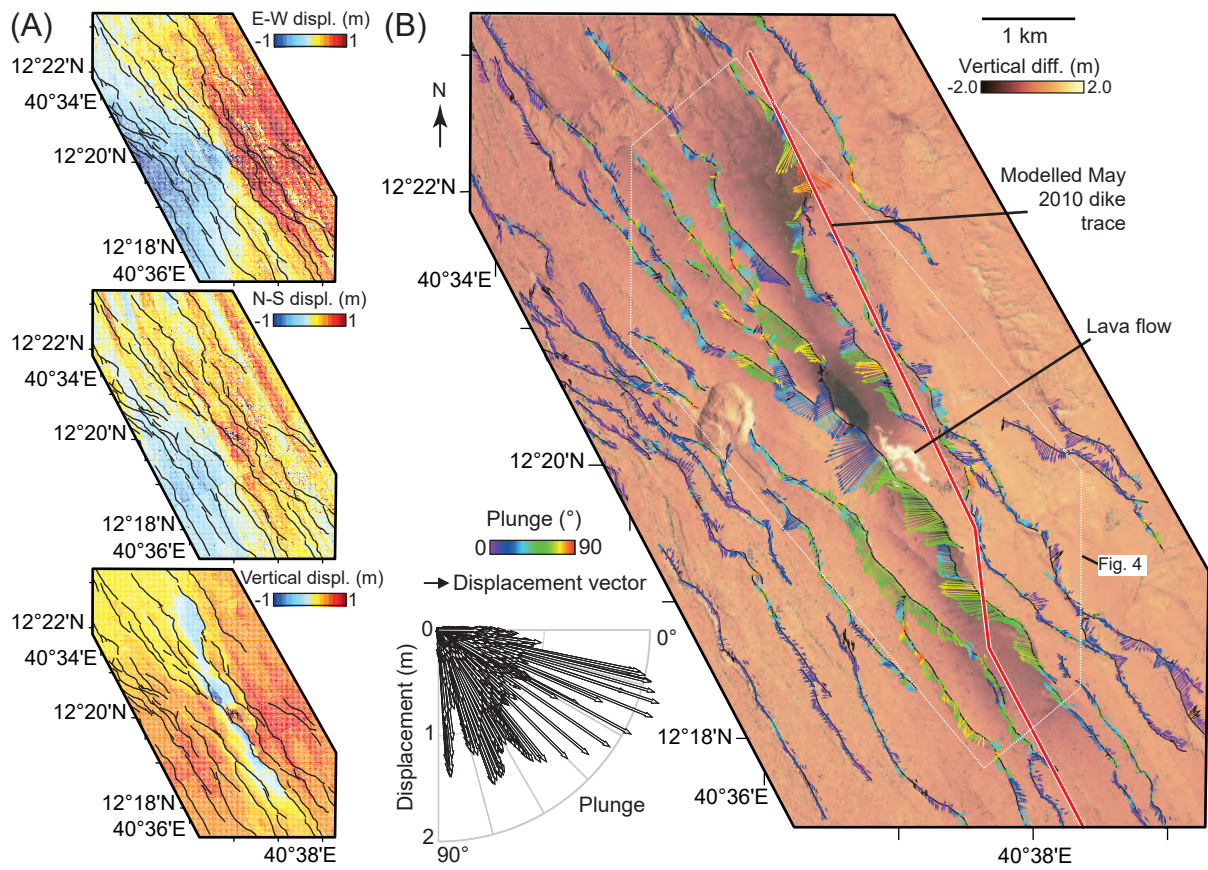 (A)
E-W displ. (m)
-1 1
12°22'N
40°34'E
12°20'N
12°18'N
40°36'E
N-S displ. (m)
-1 1
12°22'N
40°34'E
12°20'N
12°18'N
40°36'E
Vertical displ. (m)
-1 1
12°22'N
40°34'E
12°20'N
12°18'N
40°36'E
40°38'E
(B)
1 km
Vertical diff. (m)
-2.0 2.0
N
12°22'N
Modelled May
2010 dike
trace
40°34'E
Lava flow
12°20'N
Plunge (°)
0 90
Fig. 4
Displacement vector
0
0°
Displacement (m)
1
Plunge
2
90°
12°18'N
40°36'E
40°38'E